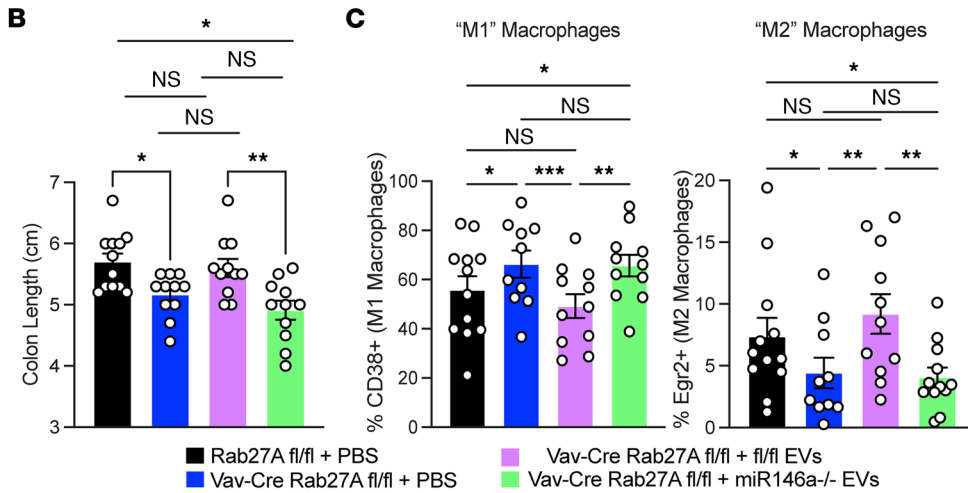 B
*
NS
NS
NS
*
**
Colon Length (cm)
7
6
5
4
3
C
"M1" Macrophages
*
NS
NS
*
***
**
% CD38+ (M1 Macrophages)
100
80
60
40
20
0
"M2" Macrophages
*
NS
NS
*
**
**
% Egr2+ (M2 Macrophages)
20
15
10
5
0
Rab27A fl/fl + PBS
Vav-Cre Rab27A fl/fl + fl/fl EVs
Vav-Cre Rab27A fl/fl + PBS
Vav-Cre Rab27A fl/fl + miR146a-/- EVs